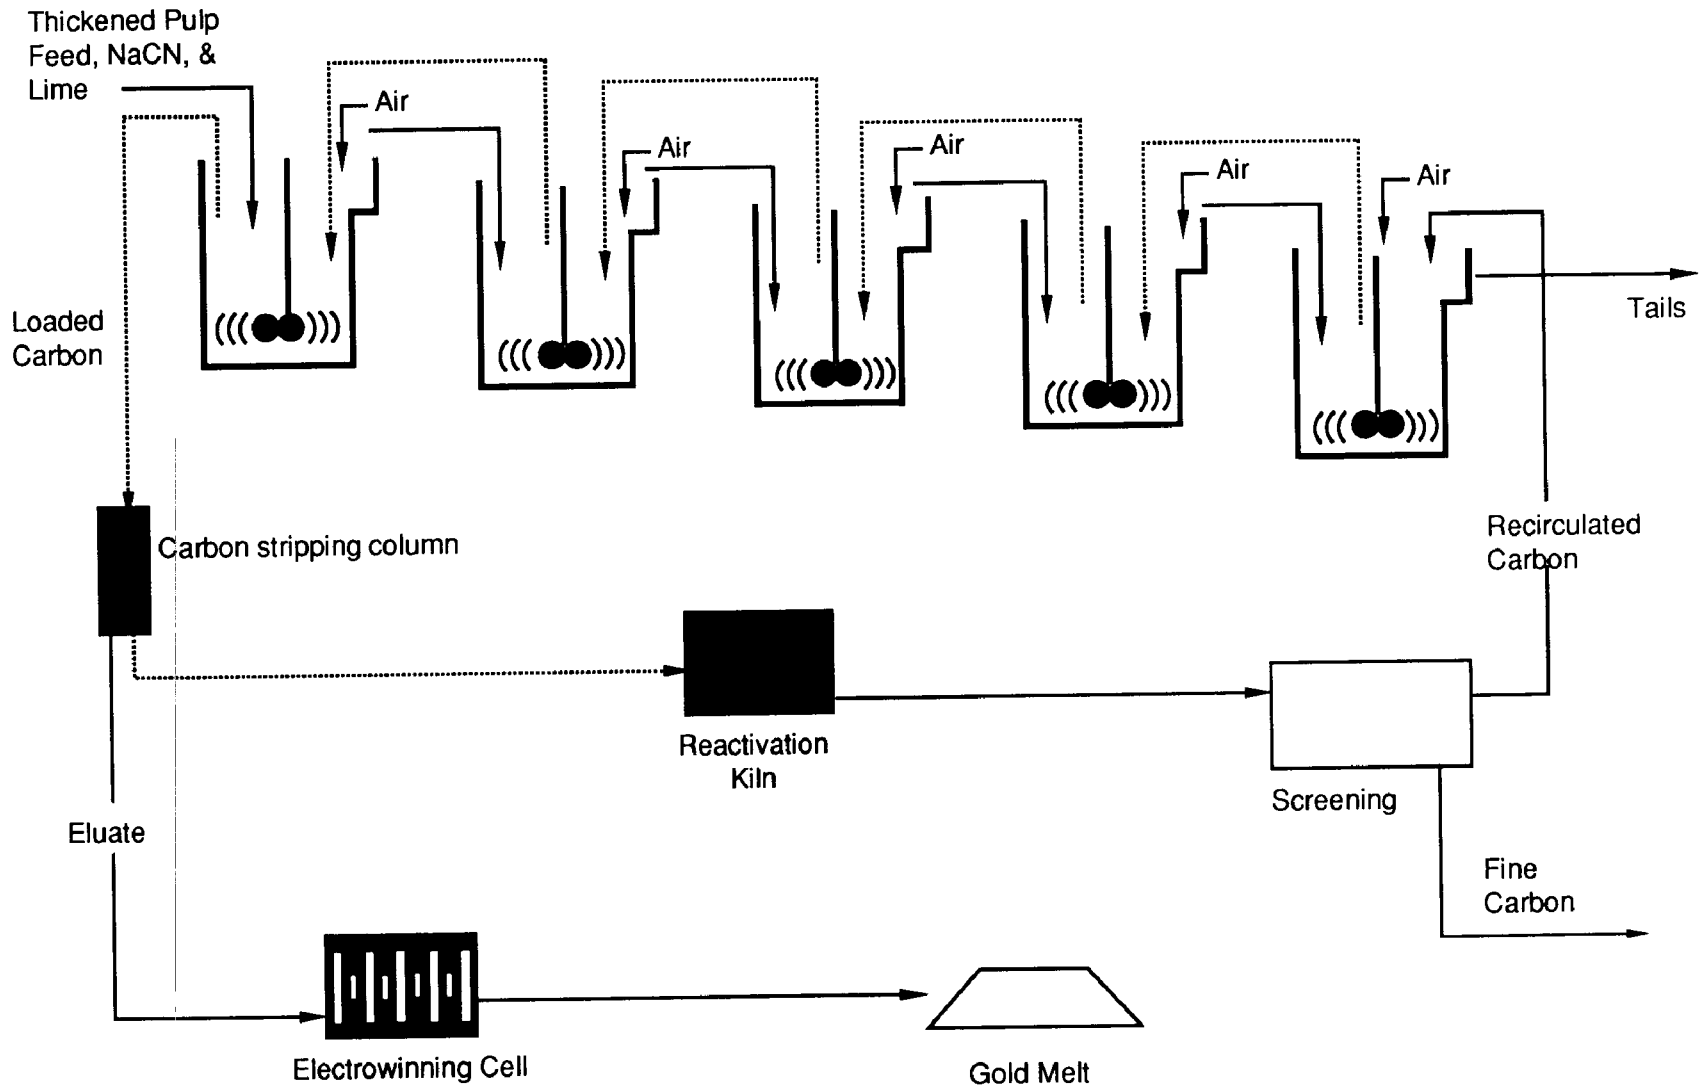 Thickened Pulp
Feed, NaCN, &
Lime
Air
Air
Air
Air
Air
Tails
Loaded
Carbon
Recirculated
Carbon
Carbon stripping column
Reactivation
Kiln
Screening
Eluate
Fine
Carbon
Electrowinning Cell
Gold Melt